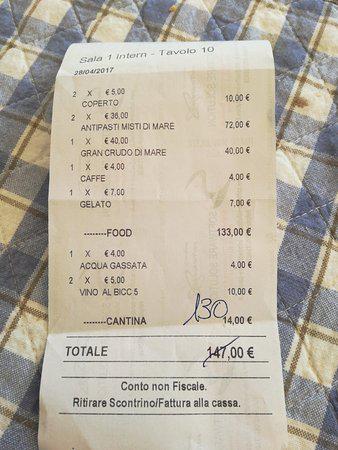 Sala 1 Intern - Tavolo 10
28/04/2017
2 X € 5,00
COPERTO 10,00 €
2 X € 36,00
ANTIPASTI MISTI DI MARE 72,00 €
1 X € 40,00
GRAN CRUDO DI MARE 40,00 €
1 X € 4,00
CAFFE 4,00 €
1 X € 7,00
GELATO 7,00 €
--------FOOD 133,00 €
1 X € 4,00
ACQUA GASSATA 4,00 €
2 X € 5,00
VINO AL BICC 5 10,00 €
130
--------CANTINA 14,00 €
TOTALE 147,00 €
Conto non Fiscale.
Ritirare Scontrino/Fattura alla cassa.